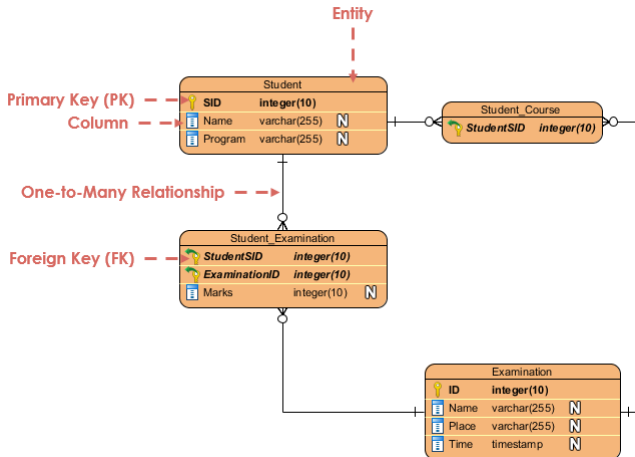 Entity
Student
Primary Key (PK)
SID integer(10)
Column
Name varchar(255) N
Program varchar(255) N
Student_Course
StudentSID integer(10)
One-to-Many Relationship
Student_Examination
Foreign Key (FK)
StudentSID integer(10)
ExaminationID integer(10)
Marks integer(10) N
Examination
ID integer(10)
Name varchar(255) N
Place varchar(255) N
Time timestamp N